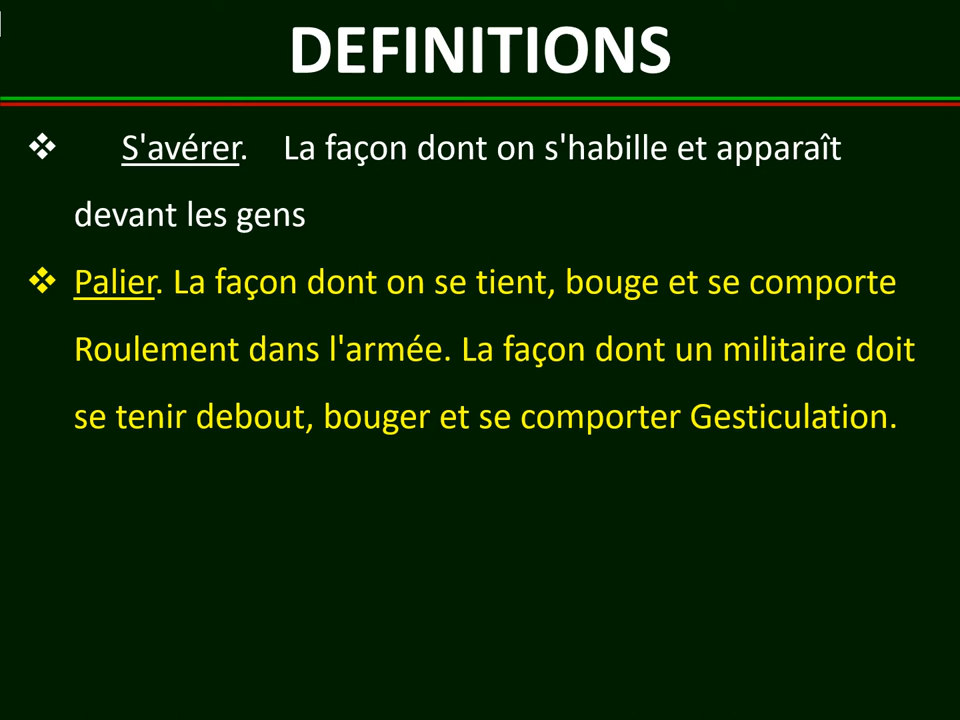 DEFINITIONS
❖ S'avérer. La façon dont on s'habille et apparaît
devant les gens
❖ Palier. La façon dont on se tient, bouge et se comporte
Roulement dans l'armée. La façon dont un militaire doit
se tenir debout, bouger et se comporter Gesticulation.